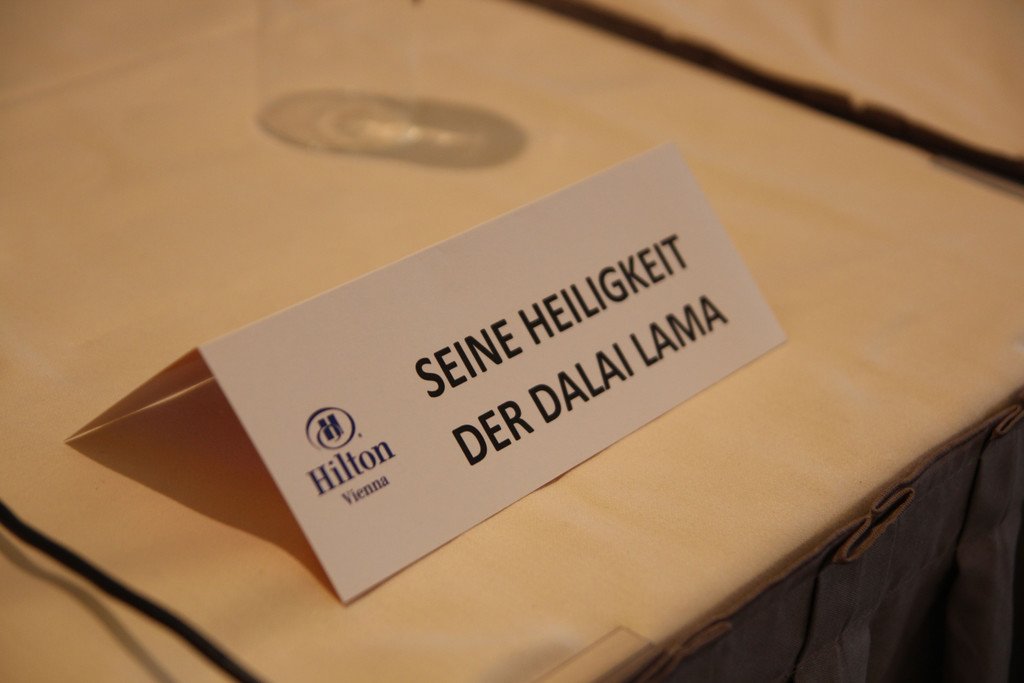 SEINE HEILIGKEIT
DER DALAI LAMA
Hilton
Vienna